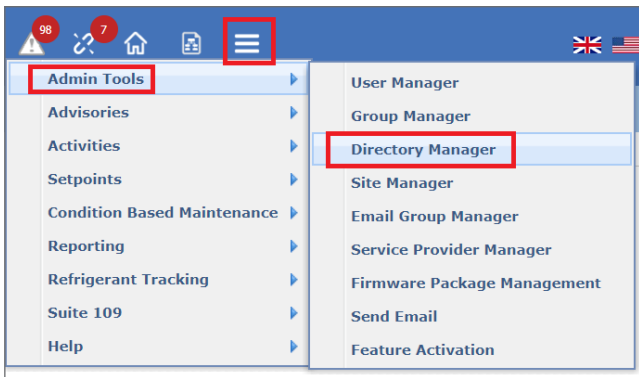 98
7
Admin Tools
Advisories
Activities
Setpoints
Condition Based Maintenance
Reporting
Refrigerant Tracking
Suite 109
Help
User Manager
Group Manager
Directory Manager
Site Manager
Email Group Manager
Service Provider Manager
Firmware Package Management
Send Email
Feature Activation